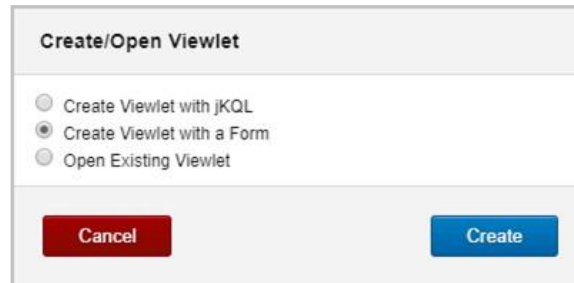 Create/Open Viewlet
Create Viewlet with jKQL
Create Viewlet with a Form
Open Existing Viewlet
Cancel
Create